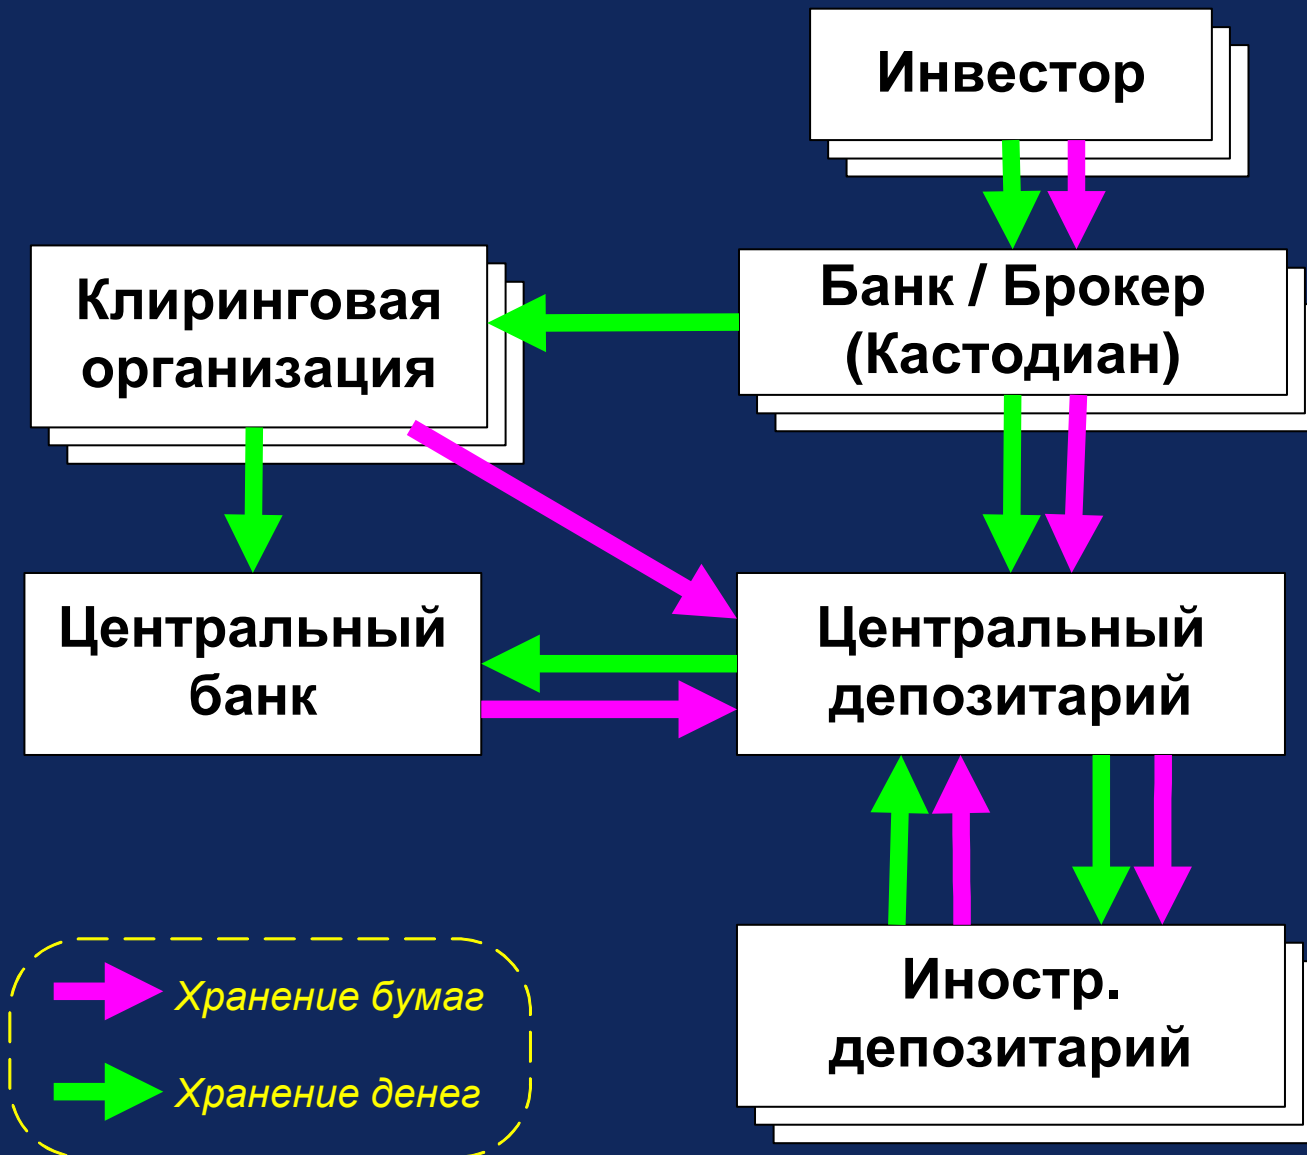 Инвестор
Клиринговая
организация
Банк / Брокер
(Кастодиан)
Центральный
банк
Центральный
депозитарий
Иностр.
депозитарий
Хранение бумаг
Хранение денег